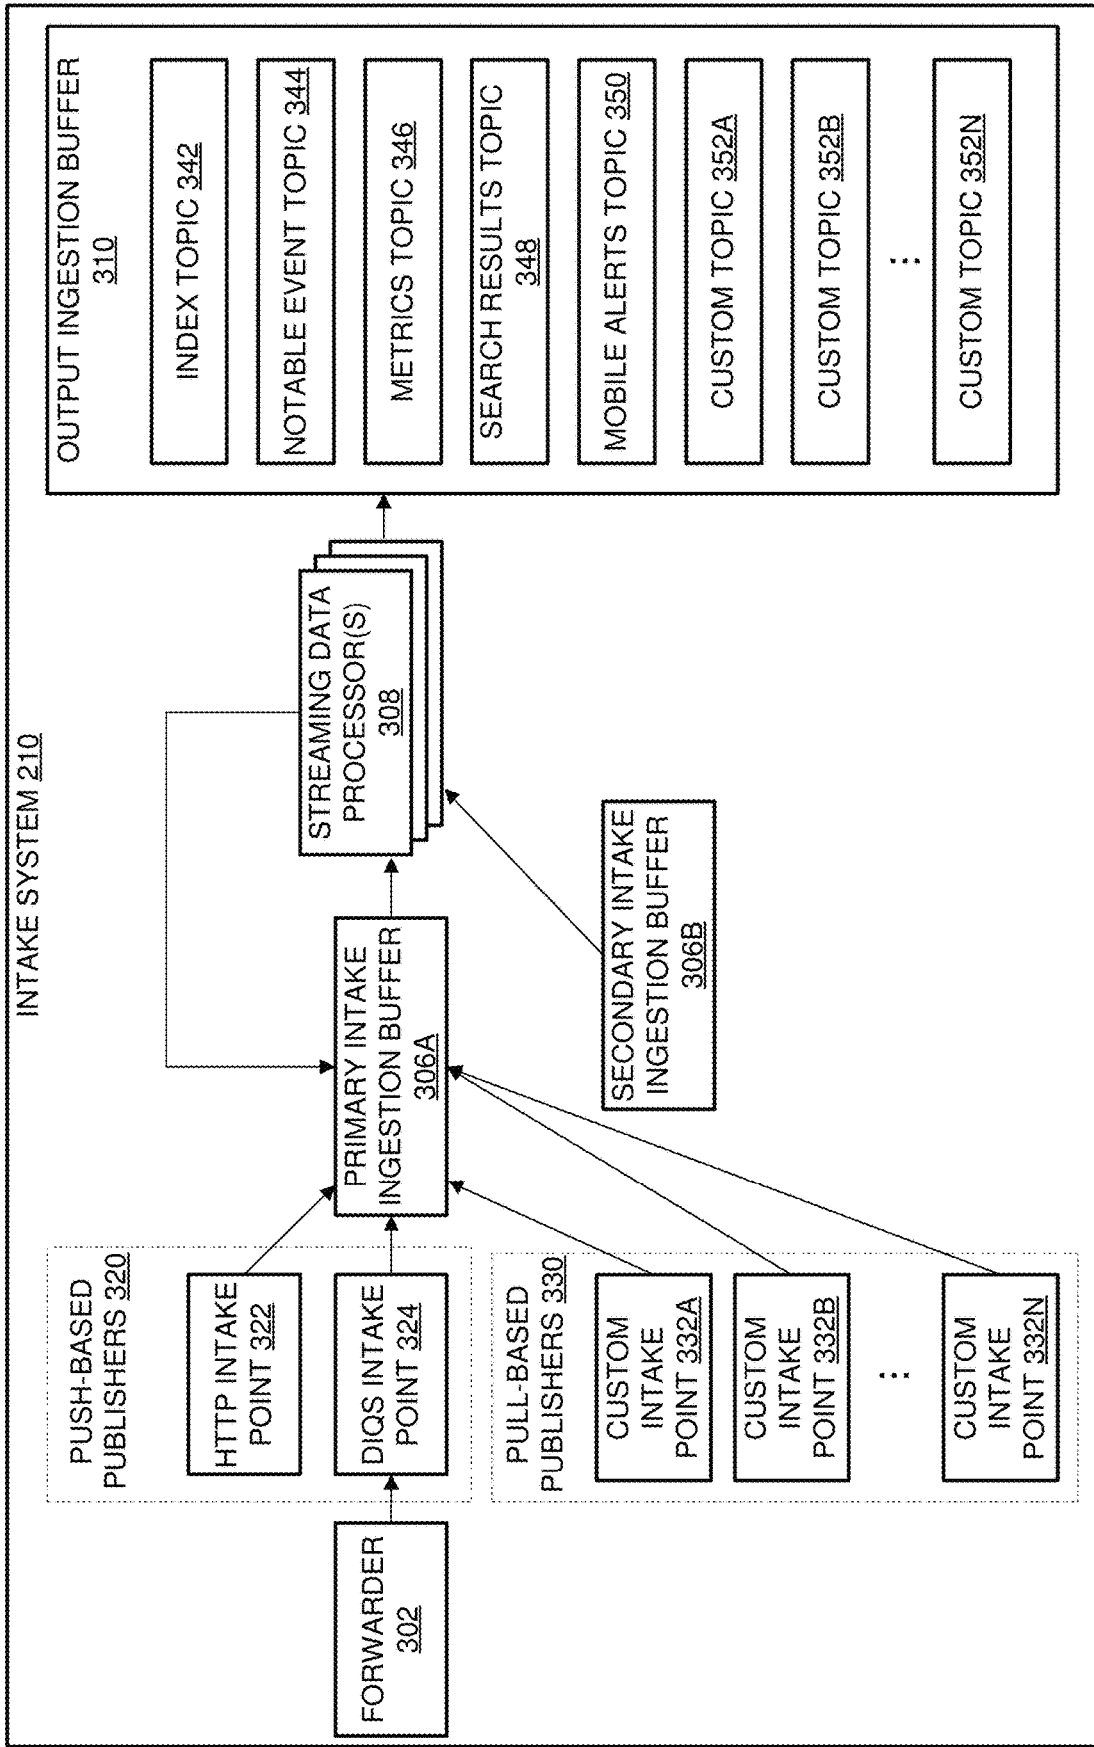 INTAKE SYSTEM 210
FORWARDER
302
PUSH-BASED
PUBLISHERS 320
HTTP INTAKE
POINT 322
DIQS INTAKE
POINT 324
PULL-BASED
PUBLISHERS 330
CUSTOM
INTAKE
POINT 332A
CUSTOM
INTAKE
POINT 332B
...
CUSTOM
INTAKE
POINT 332N
PRIMARY INTAKE
INGESTION BUFFER
306A
SECONDARY INTAKE
INGESTION BUFFER
306B
STREAMING DATA
PROCESSOR(S)
308
OUTPUT INGESTION BUFFER
310
INDEX TOPIC 342
NOTABLE EVENT TOPIC 344
METRICS TOPIC 346
SEARCH RESULTS TOPIC
348
MOBILE ALERTS TOPIC 350
CUSTOM TOPIC 352A
CUSTOM TOPIC 352B
...
CUSTOM TOPIC 352N